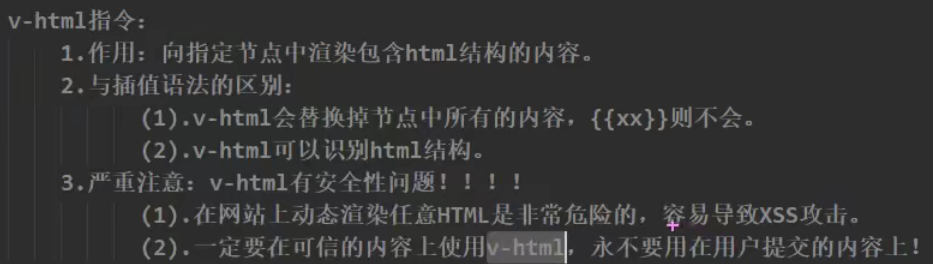 v-html指令：
1.作用：向指定节点中渲染包含html结构的内容。
2.与插值语法的区别：
(1).v-html会替换掉节点中所有的内容，{{xx}}则不会。
(2).v-html可以识别html结构。
3.严重注意：v-html有安全性问题！！！！
(1).在网站上动态渲染任意HTML是非常危险的，容易导致XSS攻击。
(2).一定要在可信的内容上使用v-html，永不要用在用户提交的内容上！